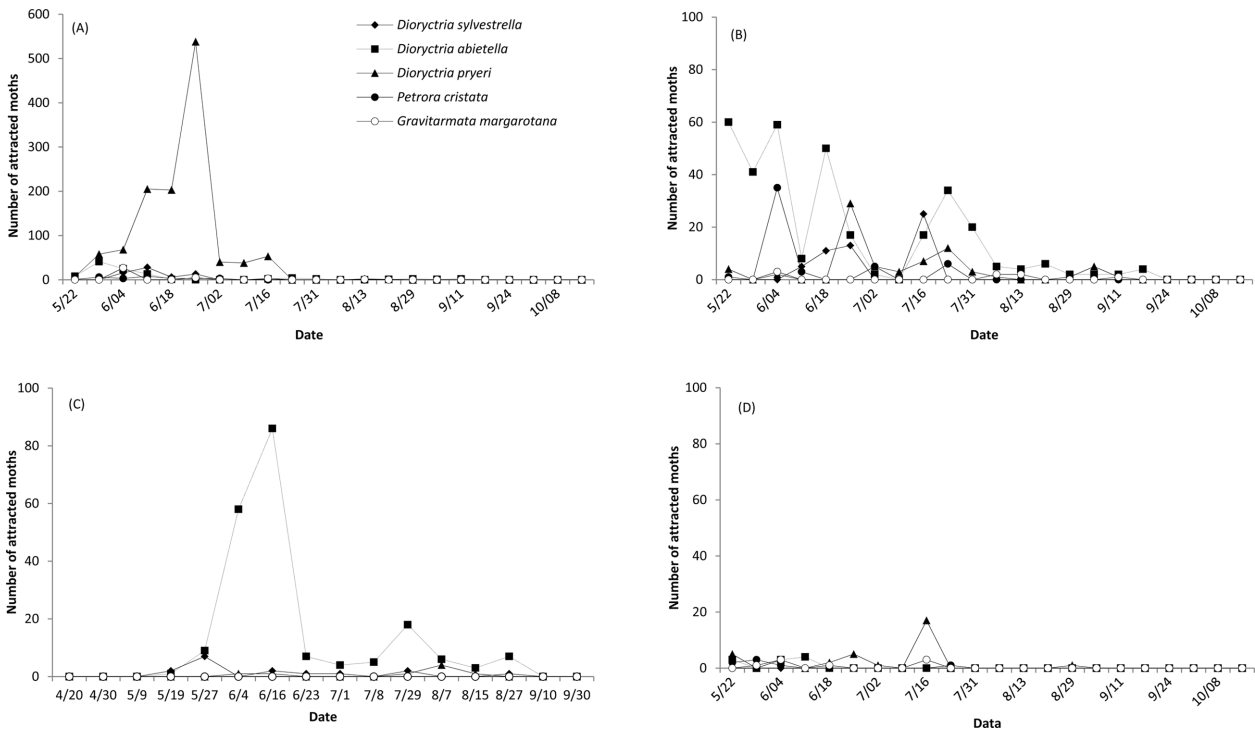 (A)
600
500
400
300
200
100
0
Number of attracted moths
5/22 6/04 6/18 7/02 7/16 7/31 8/13 8/29 9/11 9/24 10/08
Date
Dioryctria sylvestrella
Dioryctria abietella
Dioryctria pryeri
Petrora cristata
Gravitarmata margarotana
(B)
100
80
60
40
20
0
Number of attracted moths
5/22 6/04 6/18 7/02 7/16 7/31 8/13 8/29 9/11 9/24 10/08
Date
(C)
100
80
60
40
20
0
Number of attracted moths
4/20 4/30 5/9 5/19 5/27 6/4 6/16 6/23 7/1 7/8 7/29 8/7 8/15 8/27 9/10 9/30
Date
(D)
100
80
60
40
20
0
Number of attracted moths
5/22 6/04 6/18 7/02 7/16 7/31 8/13 8/29 9/11 9/24 10/08
Data